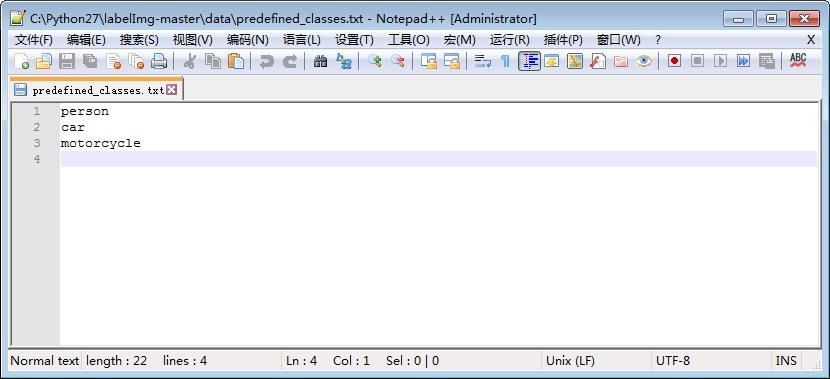 C:\Python27\labelImg-master\data\predefined_classes.txt - Notepad++ [Administrator]
文件(F) 编辑(E) 搜索(S) 视图(V) 编码(N) 语言(L) 设置(T) 工具(O) 宏(M) 运行(R) 插件(P) 窗口(W) ? X
ABC
predefined_classes.txt
1 person
2 car
3 motorcycle
4
Normal text length : 22 lines : 4 Ln : 4 Col : 1 Sel : 0 | 0 Unix (LF) UTF-8 INS